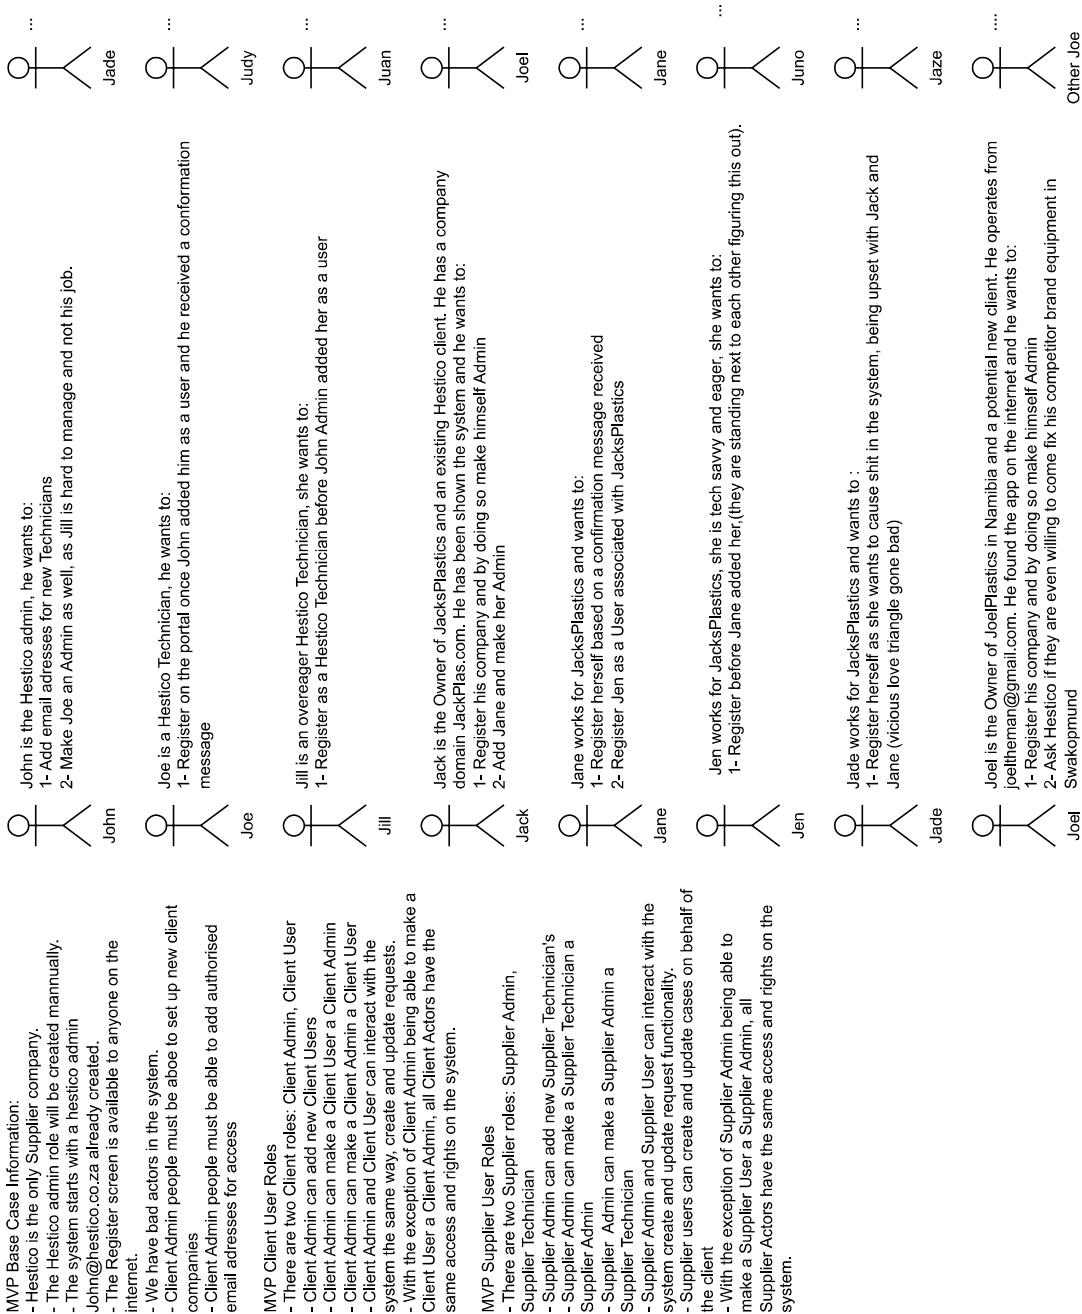 MVP Base Case Information:
- Hestico is the only Supplier company.
- The Hestico admin role will be created mannually.
- The system starts with a hestico admin
John@hestico.co.za already created.
- The Register screen is available to anyone on the
internet.
- We have bad actors in the system.
- Client Admin people must be aboe to set up new client
companies
- Client Admin people must be able to add authorised
email adresses for access
MVP Client User Roles
- There are two Client roles: Client Admin, Client User
- Client Admin can add new Client Users
- Client Admin can make a Client User a Client Admin
- Client Admin can make a Client Admin a Client User
- Client Admin and Client User can interact with the
system the same way, create and update requests.
- With the exception of Client Admin being able to make a
Client User a Client Admin, all Client Actors have the
same access and rights on the system.
MVP Supplier User Roles
- There are two Supplier roles: Supplier Admin,
Supplier Technician
- Supplier Admin can add new Supplier Technician's
- Supplier Admin can make a Supplier Technician a
Supplier Admin
- Supplier Admin can make a Supplier Admin a
Supplier Technician
- Supplier Admin and Supplier User can interact with the
system create and update request functionality.
- Supplier users can create and update cases on behalf of
the client
- With the exception of Supplier Admin being able to
make a Supplier User a Supplier Admin, all
Supplier Actors have the same access and rights on the
system.
John
John is the Hestico admin, he wants to:
1- Add email adresses for new Technicians
2- Make Joe an Admin as well, as Jill is hard to manage and not his job.
Jade
...
Joe
Joe is a Hestico Technician, he wants to:
1- Register on the portal once John added him as a user and he received a conformation
message
Judy
...
Jill
Jill is an overeager Hestico Technician, she wants to:
1- Register as a Hestico Technician before John Admin added her as a user
Juan
...
Jack
Jack is the Owner of JacksPlastics and an existing Hestico client. He has a company
domain JackPlas.com. He has been shown the system and he wants to:
1- Register his company and by doing so make himself Admin
2- Add Jane and make her Admin
Joel
...
Jane
Jane works for JacksPlastics and wants to:
1- Register herself based on a confirmation message received
2- Register Jen as a User associated with JacksPlastics
Jane
...
Jen
Jen works for JacksPlastics, she is tech savvy and eager, she wants to:
1- Register before Jane added her,(they are standing next to each other figuring this out).
Juno
...
Jade
Jade works for JacksPlastics and wants to :
1- Register herself as she wants to cause shit in the system, being upset with Jack and
Jane (vicious love triangle gone bad)
Jaze
...
Joel
Joel is the Owner of JoelPlastics in Namibia and a potential new client. He operates from
joeltheman@gmail.com. He found the app on the internet and he wants to:
1- Register his company and by doing so make himself Admin
2- Ask Hestico if they are even willing to come fix his competitor brand equipment in
Swakopmund
Other Joe
....